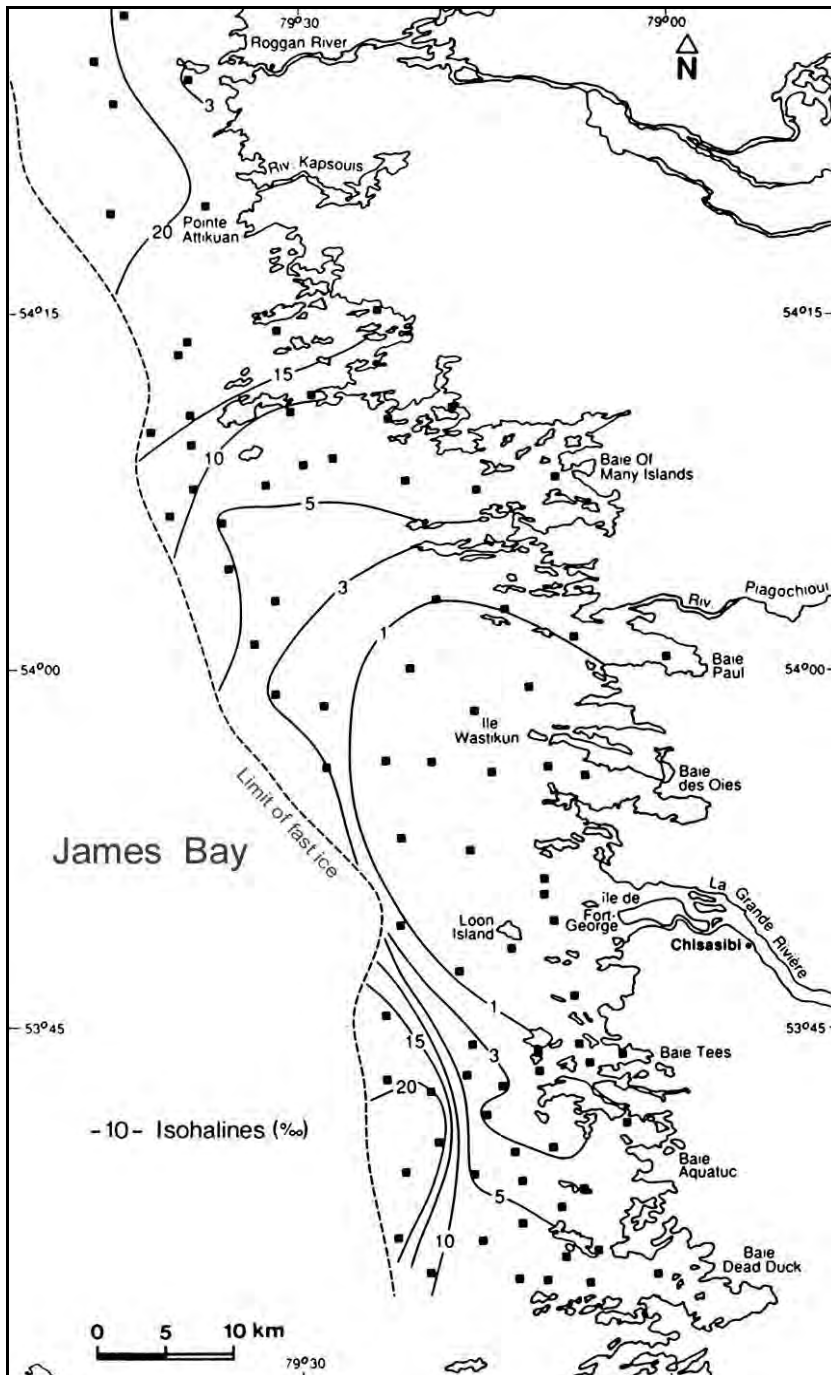 79°30'
79°00'
Roggan River
N
3
Riv. Kapsouis
20
Pointe
Attikuan
54°15'
54°15'
15
10
Baie Of
Many Islands
5
3
Riv. Piagochioui
1
54°00'
54°00'
Baie
Paul
Ile
Wastikun
Baie
des Oies
Limit of fast ice
James Bay
La Grande Rivière
île de
Fort-
George
Loon
Island
Chisasibi
1
53°45'
53°45'
15
3
Baie Tees
20
-10- Isohalines (‰)
Baie
Aquatuc
5
10
Baie
Dead Duck
0 5 10 km
79°30'